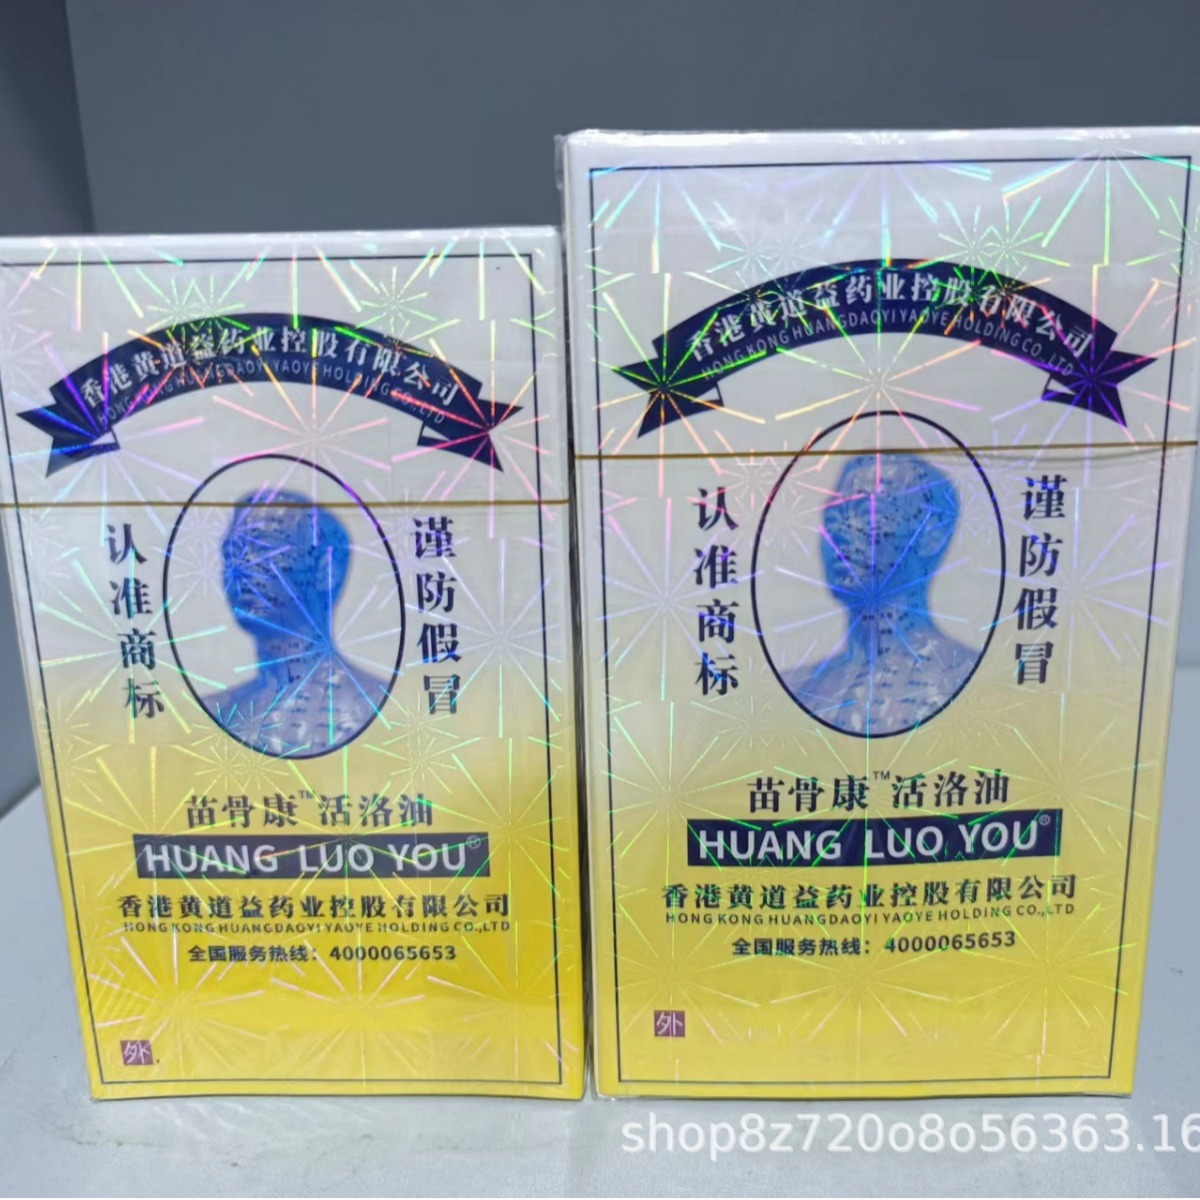 香港黄道益药业控股有限公司
HONG KONG HUANGDAOYI YAOYE HOLDING CO.,LTD
认准商标
谨防假冒
苗骨康™活洛油
HUANG LUO YOU®
香港黄道益药业控股有限公司
HONG KONG HUANGDAOYI YAOYE HOLDING CO.,LTD
全国服务热线：4000065653
外
香港黄道益药业控股有限公司
HONG KONG HUANGDAOYI YAOYE HOLDING CO.,LTD
认准商标
谨防假冒
苗骨康™活洛油
HUANG LUO YOU®
香港黄道益药业控股有限公司
HONG KONG HUANGDAOYI YAOYE HOLDING CO.,LTD
全国服务热线：4000065653
外
shop8z720o8o56363.16